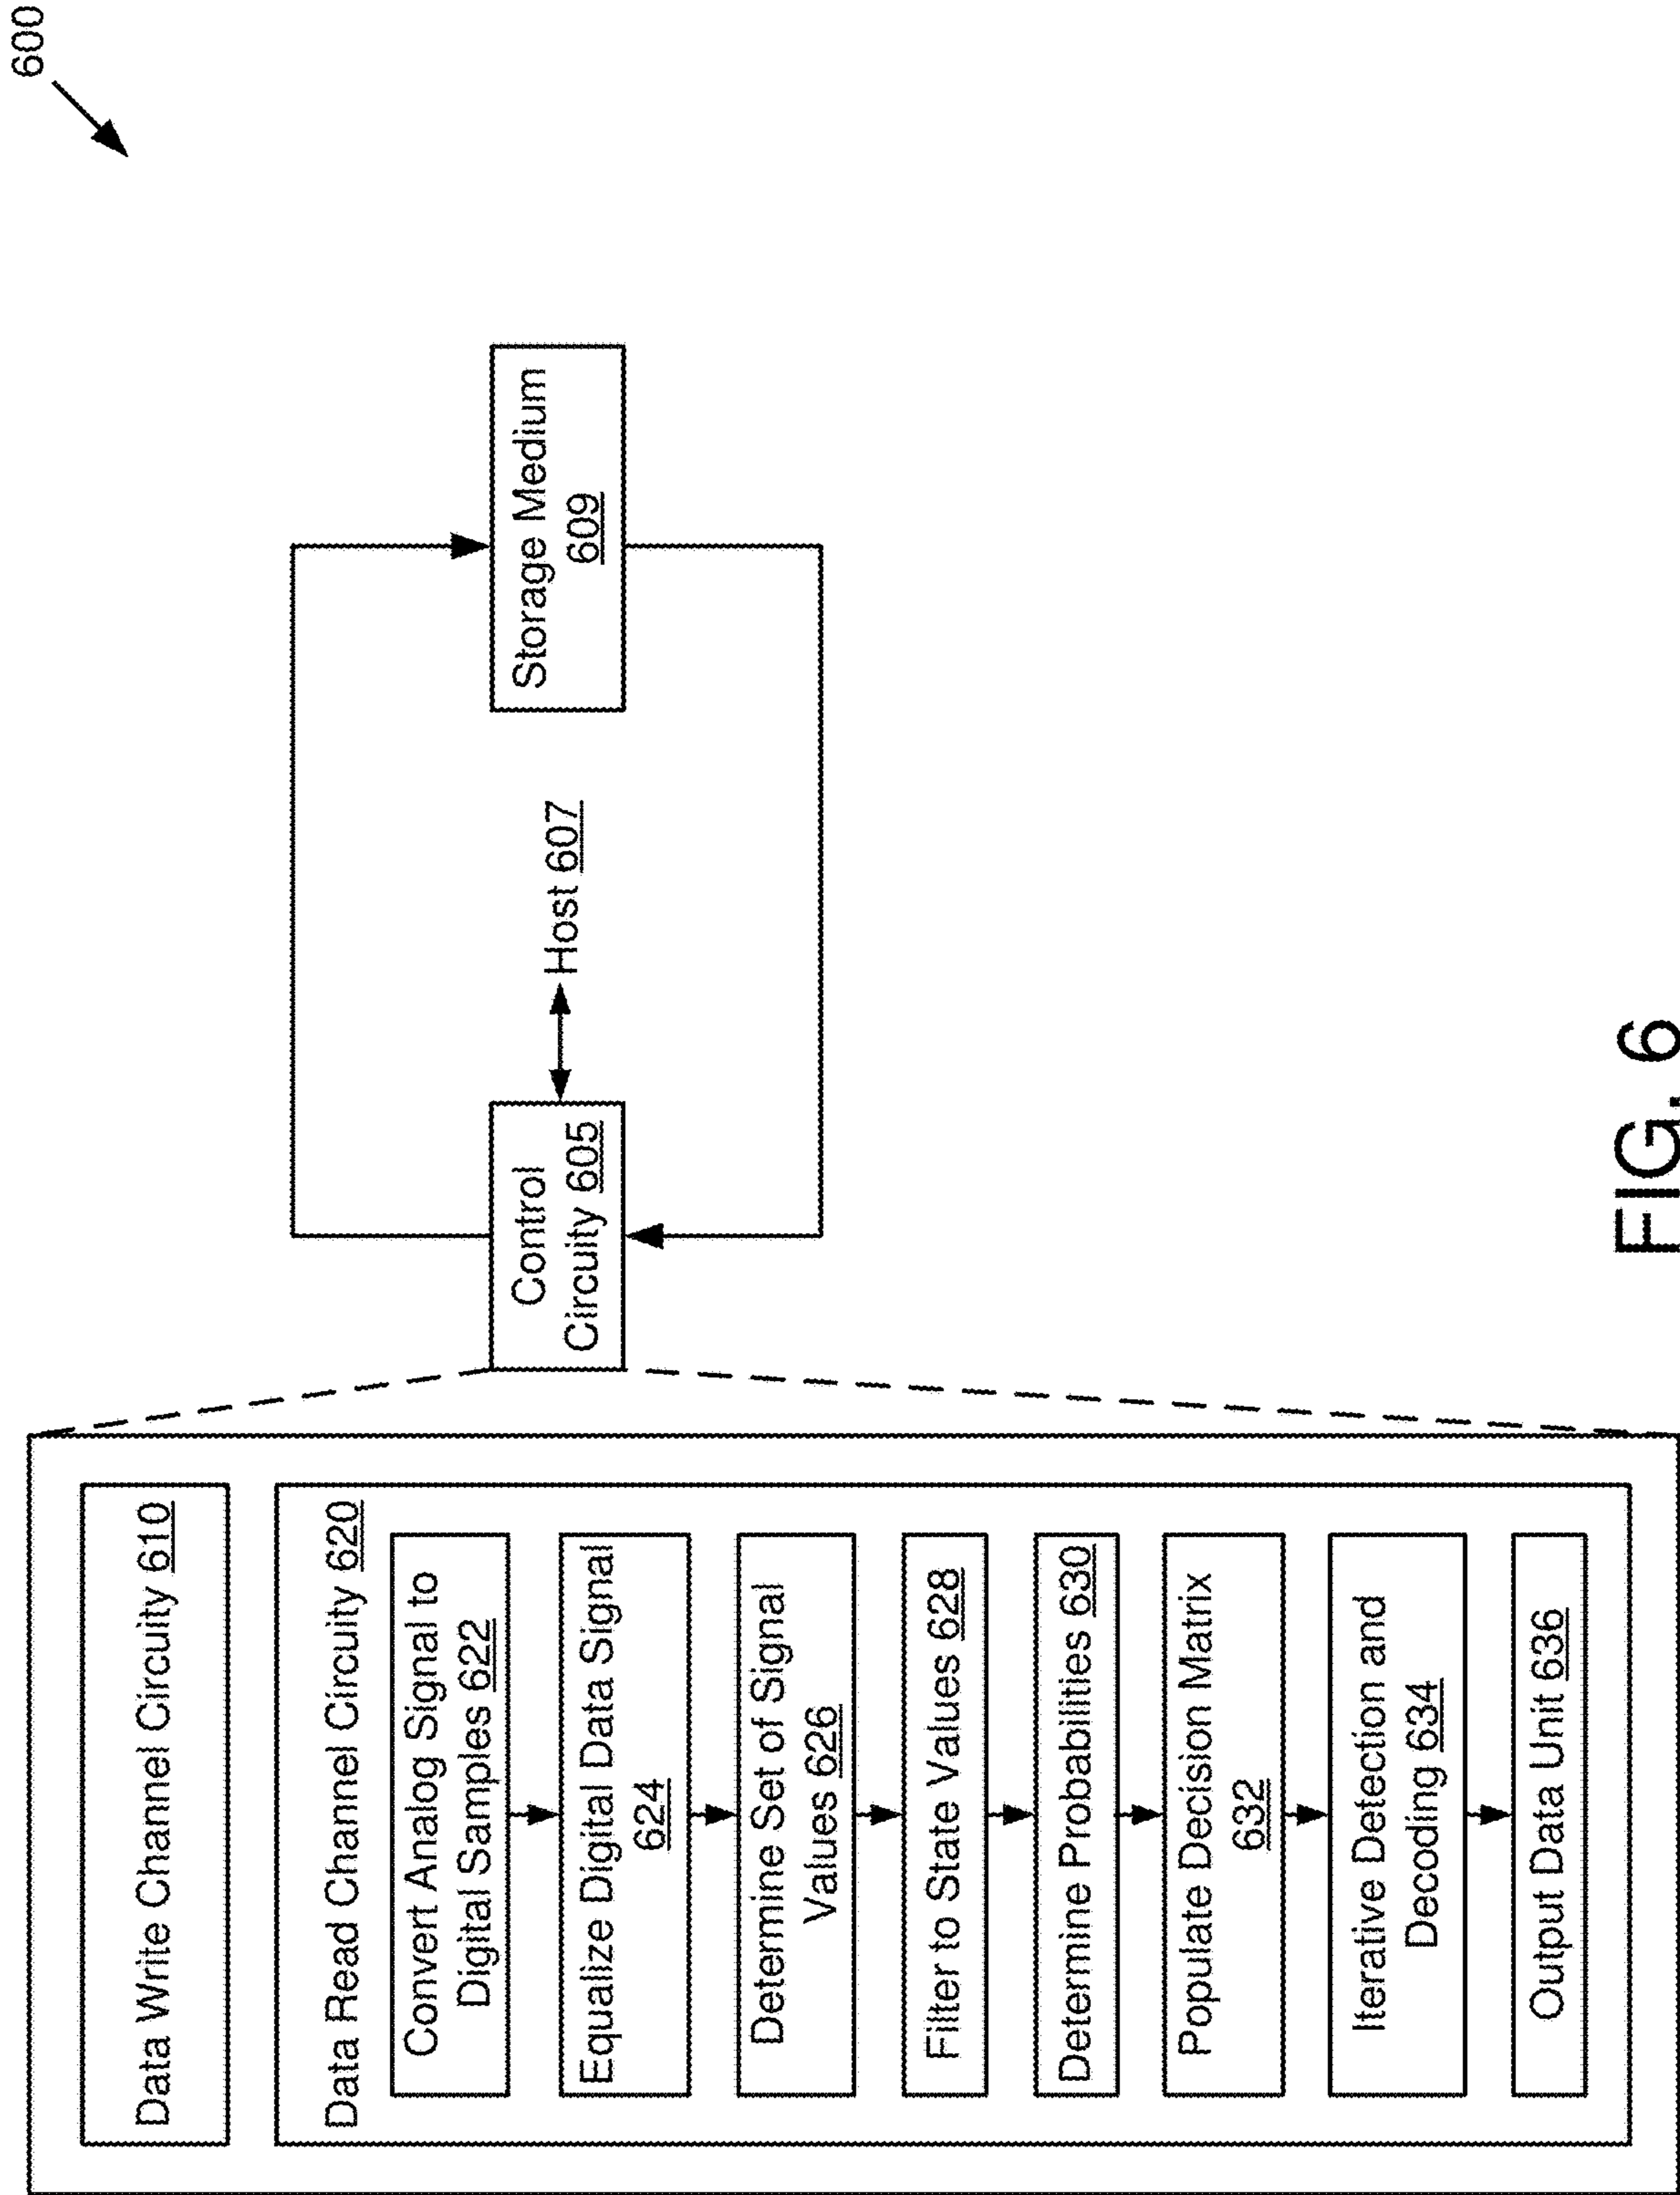 600
Data Write Channel Circuity 610
Data Read Channel Circuity 620
Convert Analog Signal to
Digital Samples 622
Equalize Digital Data Signal
624
Determine Set of Signal
Values 626
Filter to State Values 628
Determine Probabilities 630
Populate Decision Matrix
632
Iterative Detection and
Decoding 634
Output Data Unit 636
Control
Circuity 605
Host 607
Storage Medium
609
FIG. 6